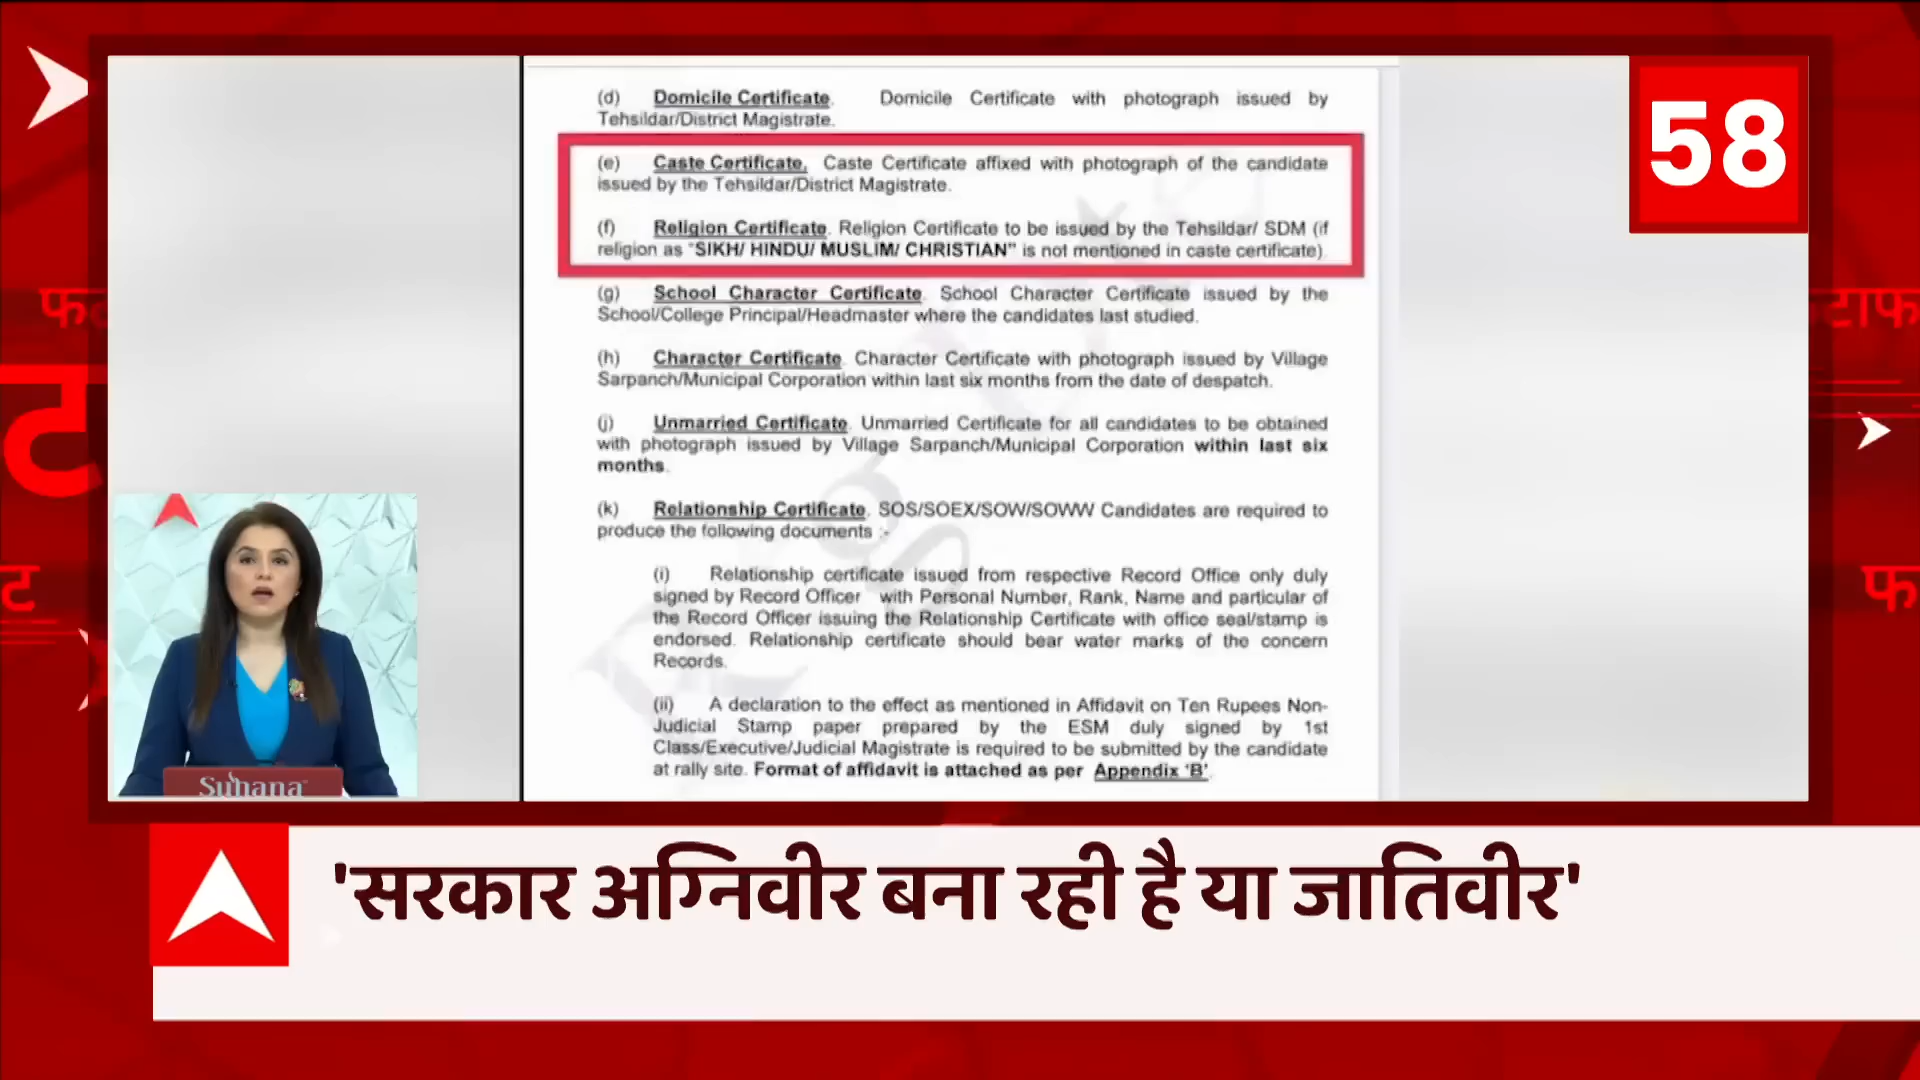 (d) Domicile Certificate. Domicile Certificate with photograph issued by
Tehsildar/District Magistrate.
(e) Caste Certificate. Caste Certificate affixed with photograph of the candidate
issued by the Tehsildar/District Magistrate.
(f) Religion Certificate. Religion Certificate to be issued by the Tehsildar/ SDM (if
religion as "SIKH/ HINDU/ MUSLIM/ CHRISTIAN" is not mentioned in caste certificate)
(g) School Character Certificate. School Character Certificate issued by the
School/College Principal/Headmaster where the candidates last studied.
(h) Character Certificate. Character Certificate with photograph issued by Village
Sarpanch/Municipal Corporation within last six months from the date of despatch.
(j) Unmarried Certificate. Unmarried Certificate for all candidates to be obtained
with photograph issued by Village Sarpanch/Municipal Corporation within last six
months.
(k) Relationship Certificate. SOS/SOEX/SOW/SOWW Candidates are required to
produce the following documents :-
(i) Relationship certificate issued from respective Record Office only duly
signed by Record Officer with Personal Number, Rank, Name and particular of
the Record Officer issuing the Relationship Certificate with office seal/stamp is
endorsed. Relationship certificate should bear water marks of the concern
Records.
(ii) A declaration to the effect as mentioned in Affidavit on Ten Rupees Non-
Judicial Stamp paper prepared by the ESM duly signed by 1st
Class/Executive/Judicial Magistrate is required to be submitted by the candidate
at rally site. Format of affidavit is attached as per Appendix 'B'.
58
Suhana
'सरकार अग्निवीर बना रही है या जातिवीर'